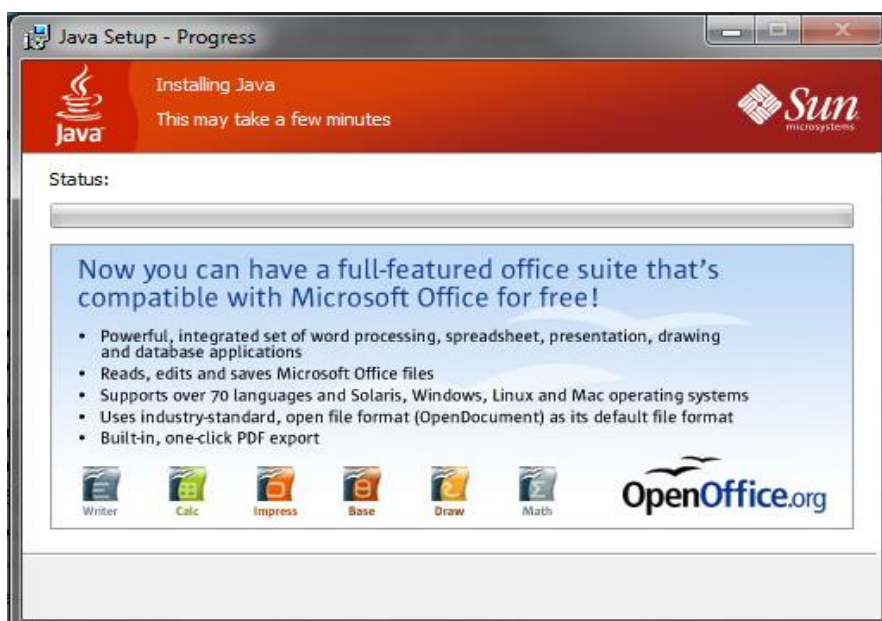 Java Setup - Progress
Installing Java
This may take a few minutes
Java
Sun
microsystems
Status:
Now you can have a full-featured office suite that's
compatible with Microsoft Office for free!
• Powerful, integrated set of word processing, spreadsheet, presentation, drawing
and database applications
• Reads, edits and saves Microsoft Office files
• Supports over 70 languages and Solaris, Windows, Linux and Mac operating systems
• Uses industry-standard, open file format (OpenDocument) as its default file format
• Built-in, one-click PDF export
Writer Calc Impress Base Draw Math
OpenOffice.org